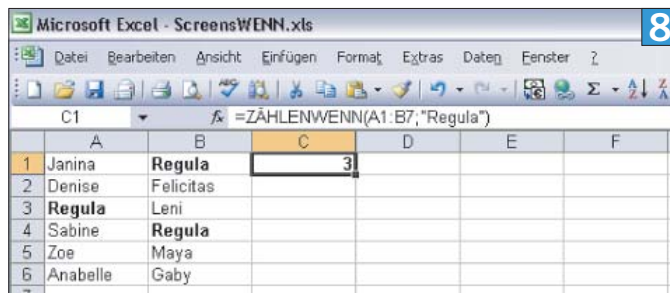 Microsoft Excel - ScreensWENN.xls
8
Datei Bearbeiten Ansicht Einfügen Format Extras Daten Fenster ?
C1 fx =ZÄHLENWENN(A1:B7;"Regula")
A B C D E F
1 Janina Regula 3
2 Denise Felicitas
3 Regula Leni
4 Sabine Regula
5 Zoe Maya
6 Anabelle Gaby